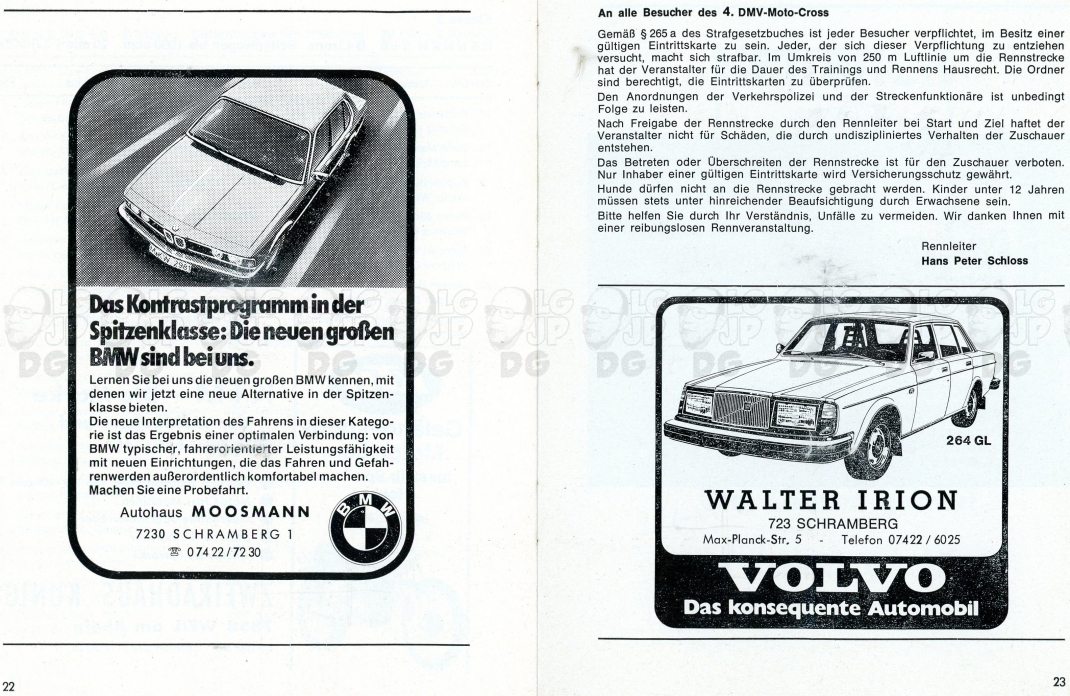 Das Kontrastprogramm in der
Spitzenklasse: Die neuen großen
BMW sind bei uns.
Lernen Sie bei uns die neuen großen BMW kennen, mit
denen wir jetzt eine neue Alternative in der Spitzen-
klasse bieten.
Die neue Interpretation des Fahrens in dieser Katego-
rie ist das Ergebnis einer optimalen Verbindung: von
BMW typischer, fahrerorientierter Leistungsfähigkeit
mit neuen Einrichtungen, die das Fahren und Gefah-
renwerden außerordentlich komfortabel machen.
Machen Sie eine Probefahrt.
Autohaus MOOSMANN
7230 SCHRAMBERG 1
☏ 07422/7230
BMW
22
An alle Besucher des 4. DMV-Moto-Cross
Gemäß § 265 a des Strafgesetzbuches ist jeder Besucher verpflichtet, im Besitz einer
gültigen Eintrittskarte zu sein. Jeder, der sich dieser Verpflichtung zu entziehen
versucht, macht sich strafbar. Im Umkreis von 250 m Luftlinie um die Rennstrecke
hat der Veranstalter für die Dauer des Trainings und Rennens Hausrecht. Die Ordner
sind berechtigt, die Eintrittskarten zu überprüfen.
Den Anordnungen der Verkehrspolizei und der Streckenfunktionäre ist unbedingt
Folge zu leisten.
Nach Freigabe der Rennstrecke durch den Rennleiter bei Start und Ziel haftet der
Veranstalter nicht für Schäden, die durch undiszipliniertes Verhalten der Zuschauer
entstehen.
Das Betreten oder Überschreiten der Rennstrecke ist für den Zuschauer verboten.
Nur Inhaber einer gültigen Eintrittskarte wird Versicherungsschutz gewährt.
Hunde dürfen nicht an die Rennstrecke gebracht werden. Kinder unter 12 Jahren
müssen stets unter hinreichender Beaufsichtigung durch Erwachsene sein.
Bitte helfen Sie durch Ihr Verständnis, Unfälle zu vermeiden. Wir danken Ihnen mit
einer reibungslosen Rennveranstaltung.
Rennleiter
Hans Peter Schloss
LG JP DG
264 GL
WALTER IRION
723 SCHRAMBERG
Max-Planck-Str. 5 - Telefon 07422/6025
VOLVO
Das konsequente Automobil
23